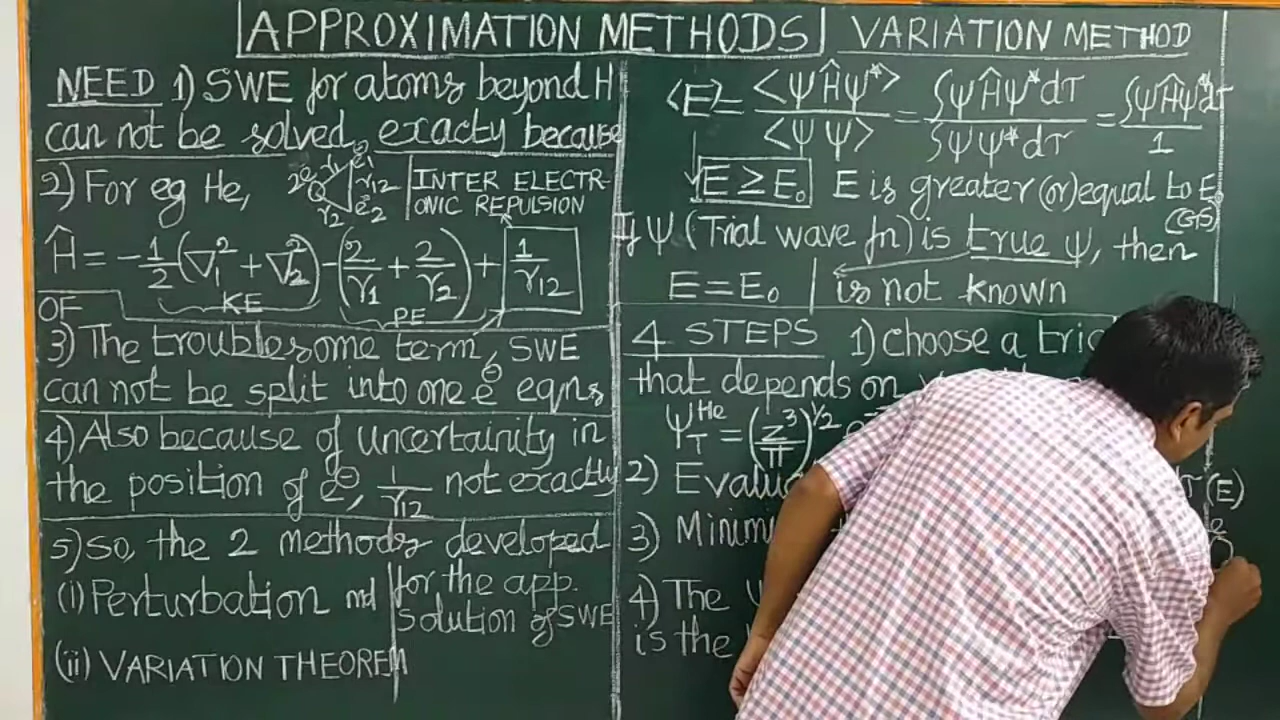 APPROXIMATION METHODS
VARIATION METHOD
NEED 1) SWE for atoms beyond H
can not be solved exacty because
2) For eg He,
2e r1 e1 r12 r2 e2
INTER ELECTR-
ONIC REPULSION
Ĥ = -1/2(∇1² + ∇2²) - (2/r1 + 2/r2) + 1/r12
OF KE PE
3) The troublesome term, SWE
can not be split into one e⊖ eqns
4) Also because of uncertainity in
the position of e⊖, 1/r12 not exactly
5) So, the 2 methods developed
(i) Perturbation md
for the app.
solution of SWE
(ii) VARIATION THEOREM
<E> = <ψĤψ*>/<ψ ψ> = ∫ψĤψ*dτ/∫ψψ*dτ = ∫ψĤψ*dτ/1
E ≥ E₀ E is greater (or) equal to E₀
(GS)
If ψ (Trial wave fn) is true ψ, then
E = E₀ is not known
4 STEPS 1) choose a
that depends on
ψT^He = (z³/π)^1/2
2) (E)
3)
4) The
is the